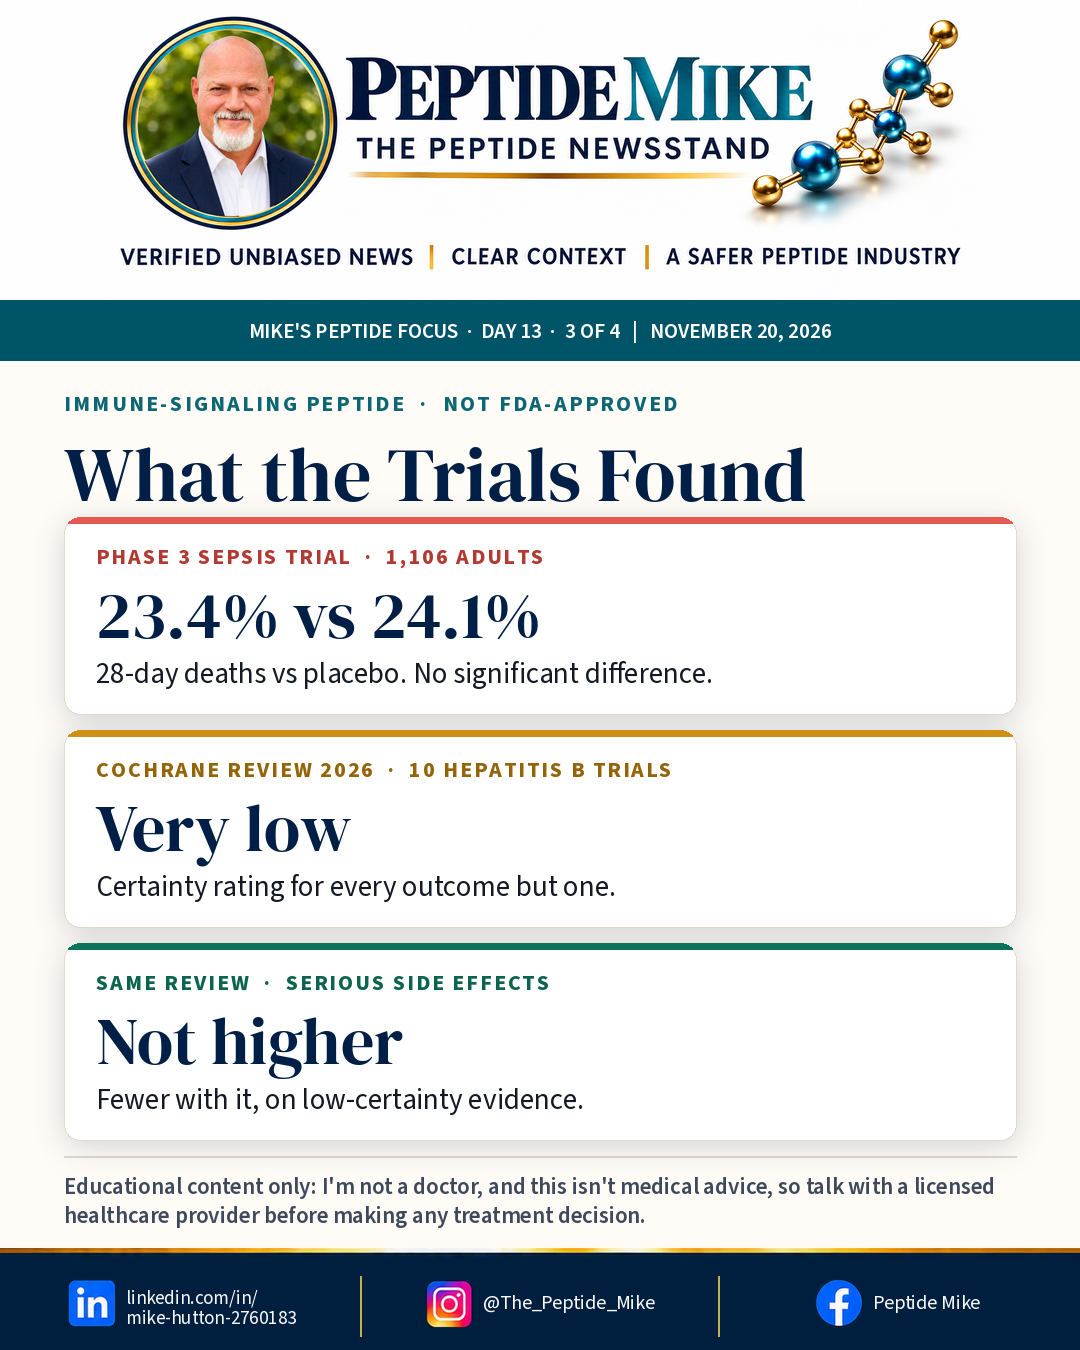 PEPTIDEMIKE
THE PEPTIDE NEWSSTAND
VERIFIED UNBIASED NEWS | CLEAR CONTEXT | A SAFER PEPTIDE INDUSTRY
MIKE'S PEPTIDE FOCUS · DAY 13 · 3 OF 4 | NOVEMBER 20, 2026
IMMUNE-SIGNALING PEPTIDE · NOT FDA-APPROVED
What the Trials Found
PHASE 3 SEPSIS TRIAL · 1,106 ADULTS
23.4% vs 24.1%
28-day deaths vs placebo. No significant difference.
COCHRANE REVIEW 2026 · 10 HEPATITIS B TRIALS
Very low
Certainty rating for every outcome but one.
SAME REVIEW · SERIOUS SIDE EFFECTS
Not higher
Fewer with it, on low-certainty evidence.
Educational content only: I'm not a doctor, and this isn't medical advice, so talk with a licensed
healthcare provider before making any treatment decision.
linkedin.com/in/
mike-hutton-2760183
@The_Peptide_Mike
Peptide Mike